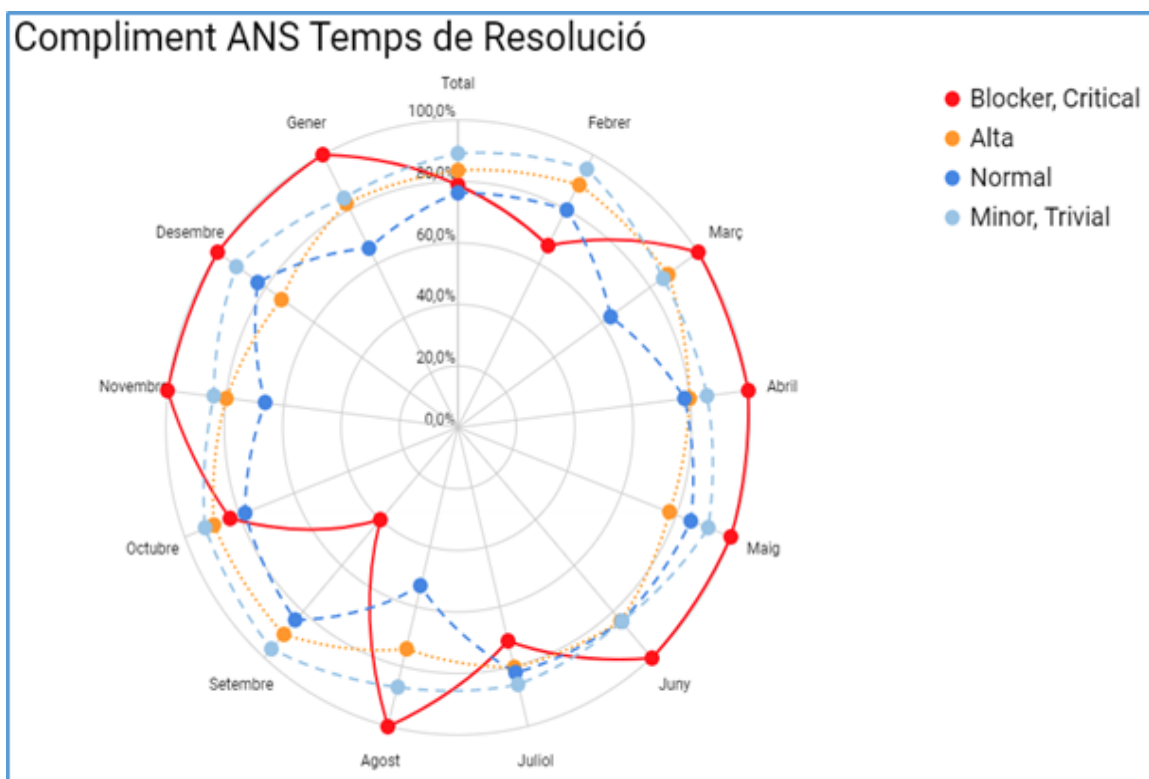 Compliment ANS Temps de Resolució
Total
100,0%
Gener
Febrer
Blocker, Critical
Alta
80,0%
Normal
Desembre
Març
Minor, Trivial
60,0%
40,0%
20,0%
Novembre
Abril
0,0%
Octubre
Maig
Setembre
Juny
Agost
Juliol